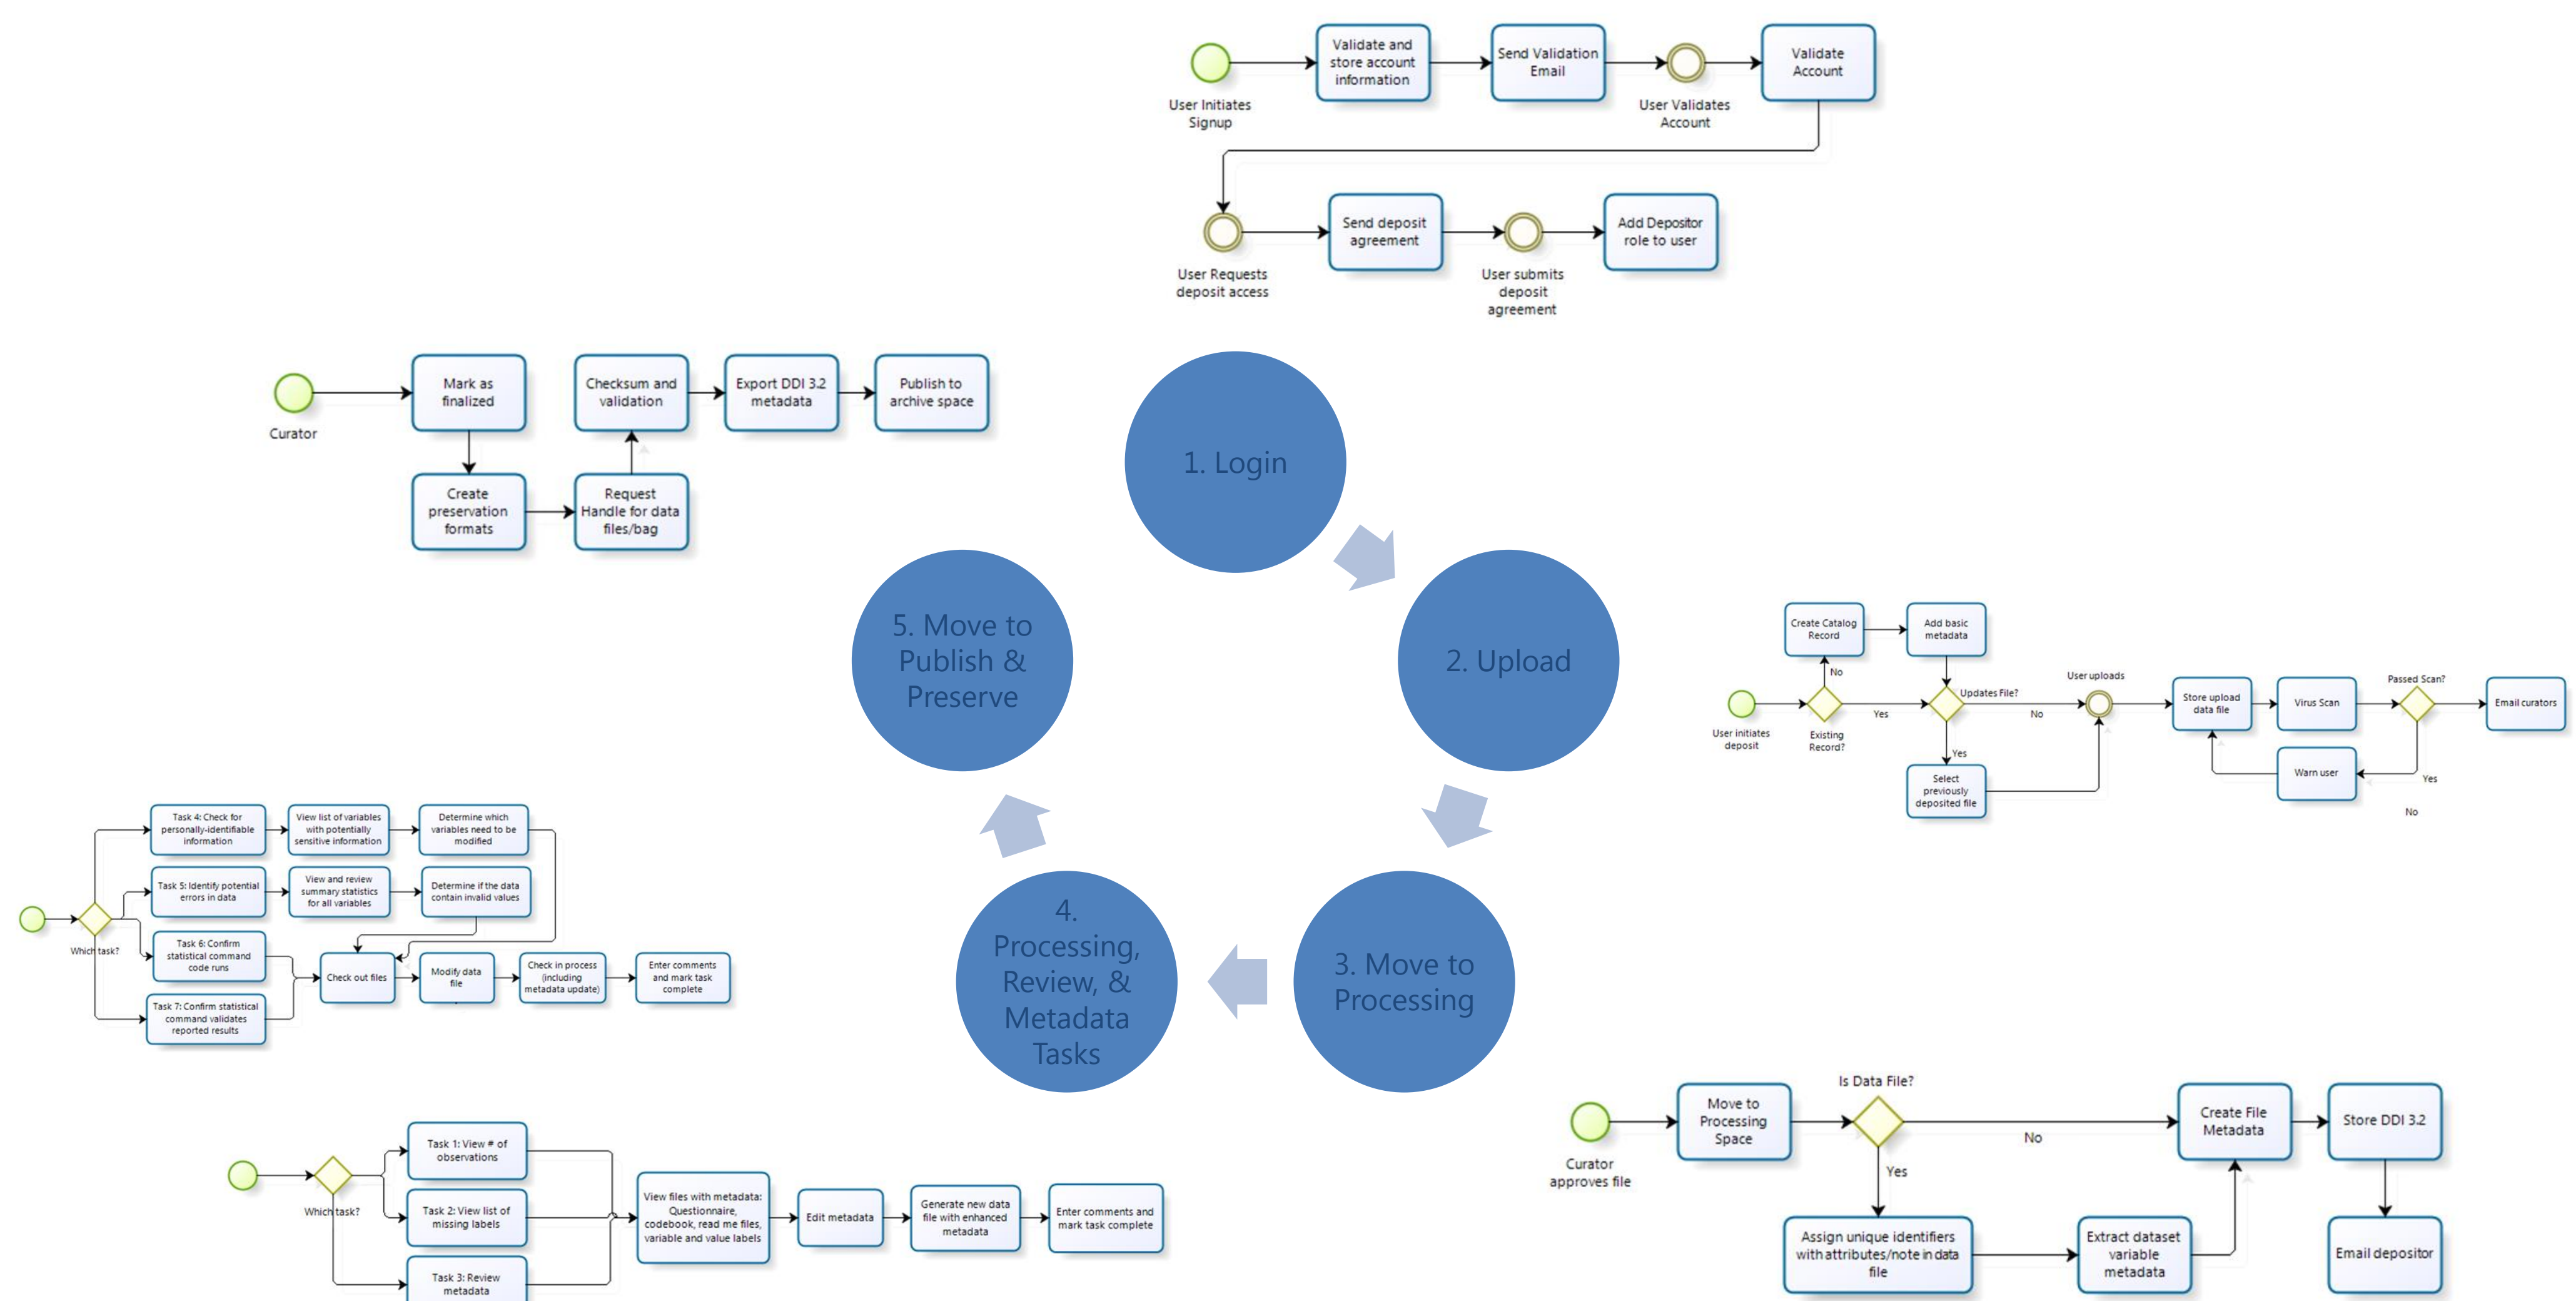 User Initiates
Signup
Validate and
store account
information
Send Validation
Email
User Validates
Account
Validate
Account
User Requests
deposit access
Send deposit
agreement
User submits
deposit
agreement
Add Depositor
role to user
Curator
Mark as
finalized
Create
preservation
formats
Request
Handle for data
files/bag
Checksum and
validation
Export DDI 3.2
metadata
Publish to
archive space
1. Login
2. Upload
3. Move to
Processing
4.
Processing,
Review, &
Metadata
Tasks
5. Move to
Publish &
Preserve
User initiates
deposit
Existing
Record?
No
Create Catalog
Record
Add basic
metadata
Yes
Updates File?
No
Yes
Select
previously
deposited file
User uploads
Store upload
data file
Virus Scan
Passed Scan?
Email curators
Warn user
Yes
No
Which task?
Task 4: Check for
personally-identifiable
information
View list of variables
with potentially
sensitive information
Determine which
variables need to be
modified
Task 5: Identify potential
errors in data
View and review
summary statistics
for all variables
Determine if the data
contain invalid values
Task 6: Confirm
statistical command
code runs
Task 7: Confirm statistical
command validates
reported results
Check out files
Modify data
file
Check in process
(including
metadata update)
Enter comments
and mark task
complete
Which task?
Task 1: View # of
observations
Task 2: View list of
missing labels
Task 3: Review
metadata
View files with metadata:
Questionnaire,
codebook, read me files,
variable and value labels
Edit metadata
Generate new data
file with enhanced
metadata
Enter comments and
mark task complete
Curator
approves file
Move to
Processing
Space
Is Data File?
No
Yes
Assign unique identifiers
with attributes/note in data
file
Extract dataset
variable
metadata
Create File
Metadata
Store DDI 3.2
Email depositor